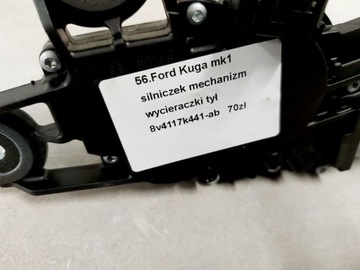 56.Ford Kuga mk1
silniczek mechanizm
wycieraczki tył
8v4117k441-ab 70zł